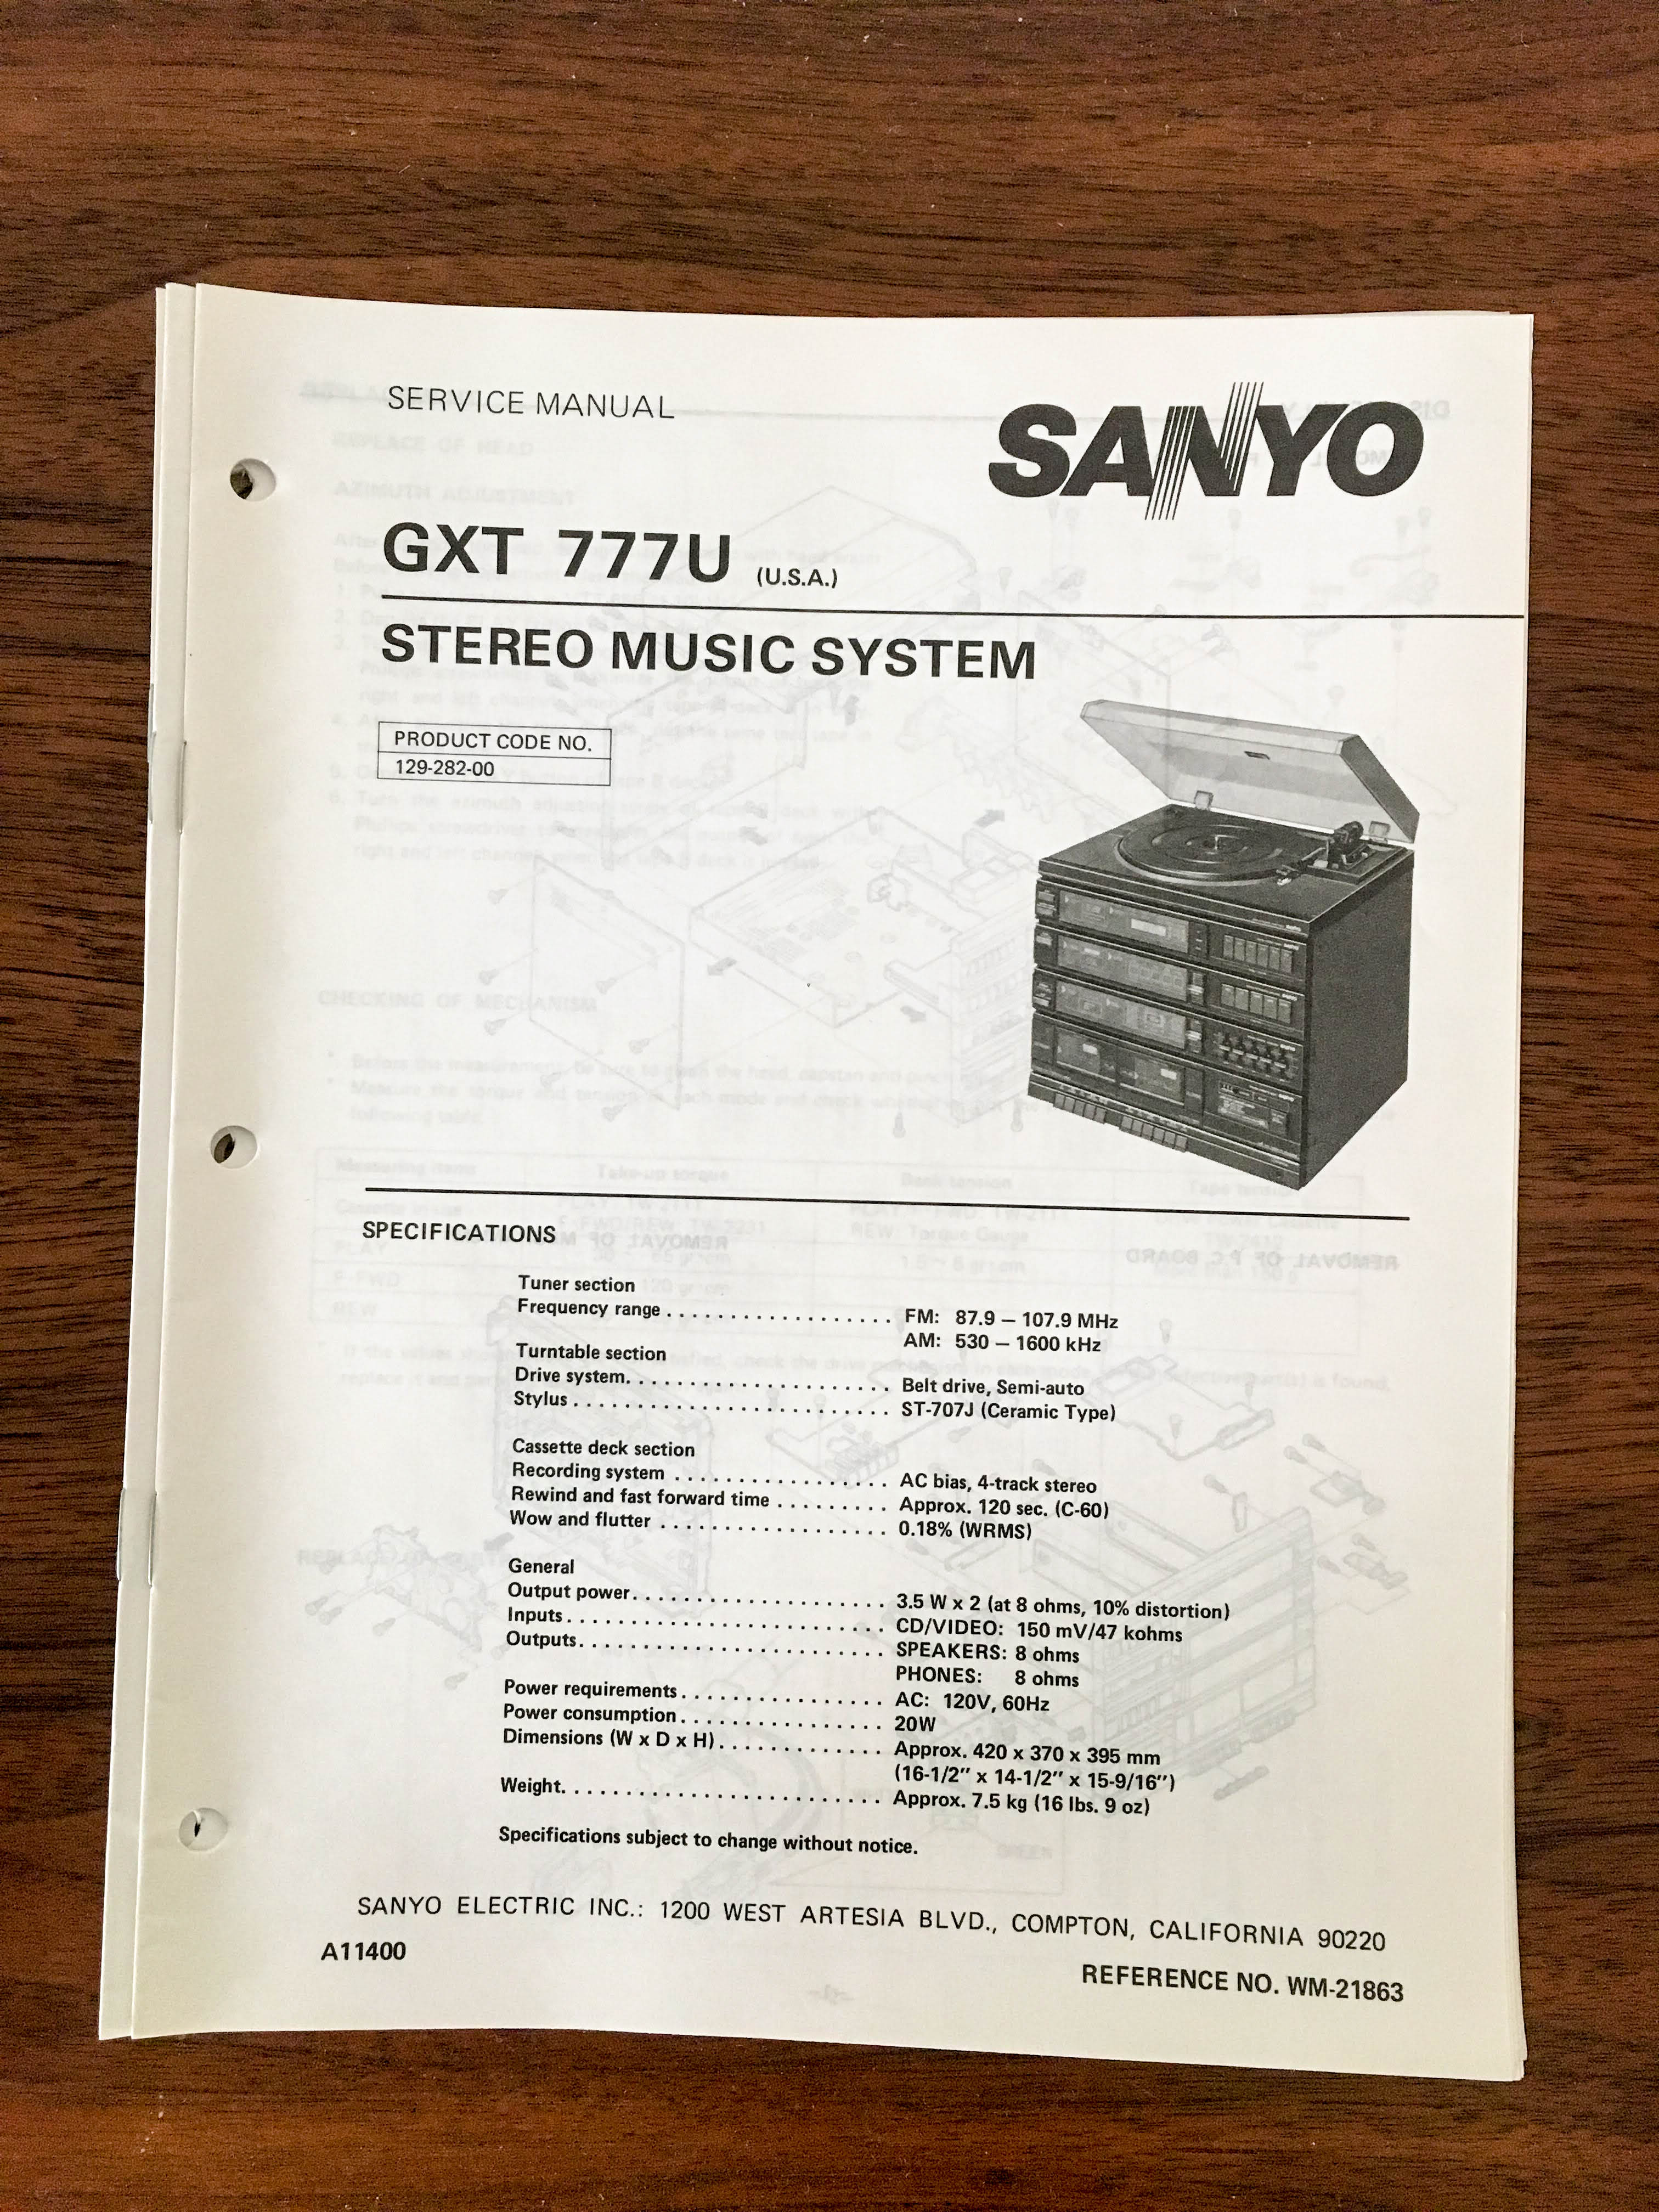 SERVICE MANUAL
SANYO
GXT 777U (U.S.A.)
STEREO MUSIC SYSTEM
PRODUCT CODE NO.
129-282-00
SPECIFICATIONS
Tuner section
Frequency range . . . . . . . . . . . . . . . . . . FM: 87.9 – 107.9 MHz
AM: 530 – 1600 kHz
Turntable section
Drive system. . . . . . . . . . . . . . . . . . . . . Belt drive, Semi-auto
Stylus . . . . . . . . . . . . . . . . . . . . . . . . . ST-707J (Ceramic Type)
Cassette deck section
Recording system . . . . . . . . . . . . . . . . . AC bias, 4-track stereo
Rewind and fast forward time . . . . . . . . . Approx. 120 sec. (C-60)
Wow and flutter . . . . . . . . . . . . . . . . . . 0.18% (WRMS)
General
Output power. . . . . . . . . . . . . . . . . . . . 3.5 W x 2 (at 8 ohms, 10% distortion)
Inputs . . . . . . . . . . . . . . . . . . . . . . . . . CD/VIDEO: 150 mV/47 kohms
Outputs. . . . . . . . . . . . . . . . . . . . . . . . SPEAKERS: 8 ohms
PHONES: 8 ohms
Power requirements . . . . . . . . . . . . . . . . AC: 120V, 60Hz
Power consumption . . . . . . . . . . . . . . . . 20W
Dimensions (W x D x H) . . . . . . . . . . . . . Approx. 420 x 370 x 395 mm
(16-1/2" x 14-1/2" x 15-9/16")
Weight. . . . . . . . . . . . . . . . . . . . . . . . . Approx. 7.5 kg (16 lbs. 9 oz)
Specifications subject to change without notice.
SANYO ELECTRIC INC.: 1200 WEST ARTESIA BLVD., COMPTON, CALIFORNIA 90220
A11400
REFERENCE NO. WM-21863